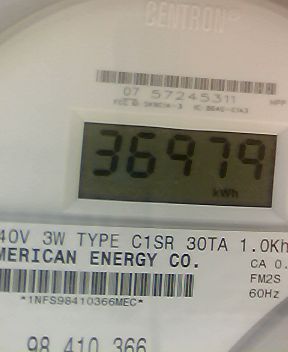 CENTRON
07 57245311
36979
kWh
40V 3W TYPE C1SR 30TA 1.0Kh
MERICAN ENERGY CO.
CA 0.
FM2S
*1NFS98410366MEC*
60Hz
98 410 366